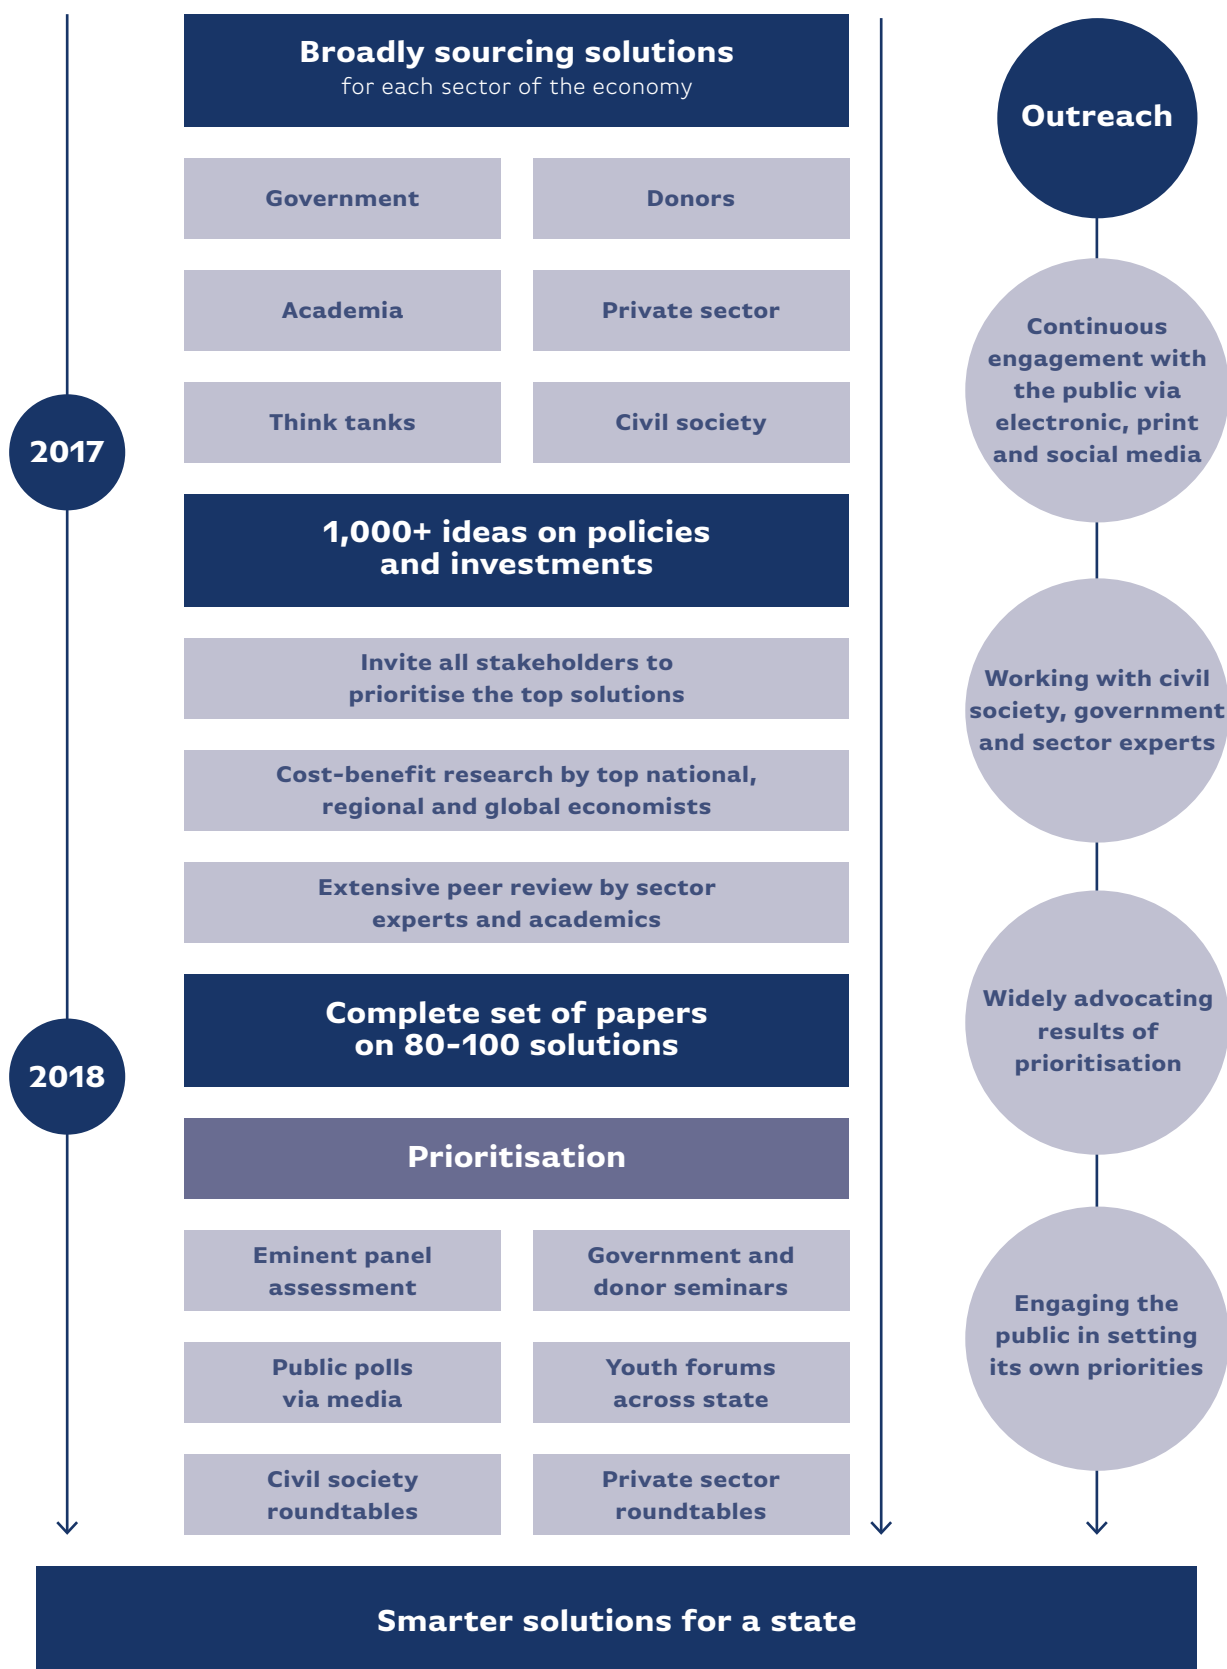 Broadly sourcing solutions
for each sector of the economy
Government
Donors
Academia
Private sector
Think tanks
Civil society
2017
1,000+ ideas on policies
and investments
Invite all stakeholders to
prioritise the top solutions
Cost-benefit research by top national,
regional and global economists
Extensive peer review by sector
experts and academics
2018
Complete set of papers
on 80-100 solutions
Prioritisation
Eminent panel
assessment
Government and
donor seminars
Public polls
via media
Youth forums
across state
Civil society
roundtables
Private sector
roundtables
Outreach
Continuous
engagement with
the public via
electronic, print
and social media
Working with civil
society, government
and sector experts
Widely advocating
results of
prioritisation
Engaging the
public in setting
its own priorities
Smarter solutions for a state